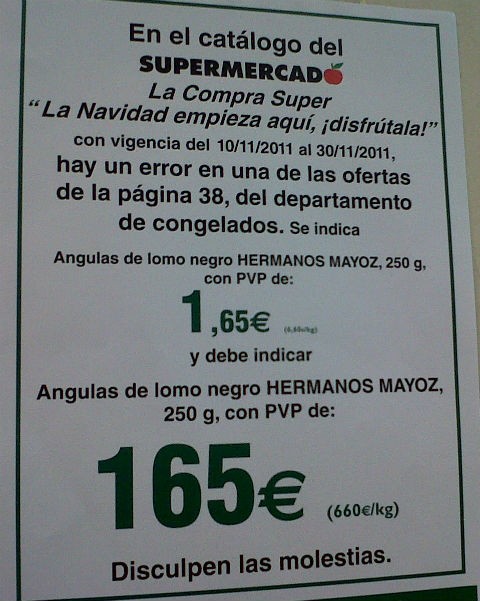 En el catálogo del
SUPERMERCADO
La Compra Super
“La Navidad empieza aquí, ¡disfrútala!”
con vigencia del 10/11/2011 al 30/11/2011,
hay un error en una de las ofertas
de la página 38, del departamento
de congelados. Se indica
Angulas de lomo negro HERMANOS MAYOZ, 250 g,
con PVP de:
1,65€ (6,60€/kg)
y debe indicar
Angulas de lomo negro HERMANOS MAYOZ,
250 g, con PVP de:
165€ (660€/kg)
Disculpen las molestias.